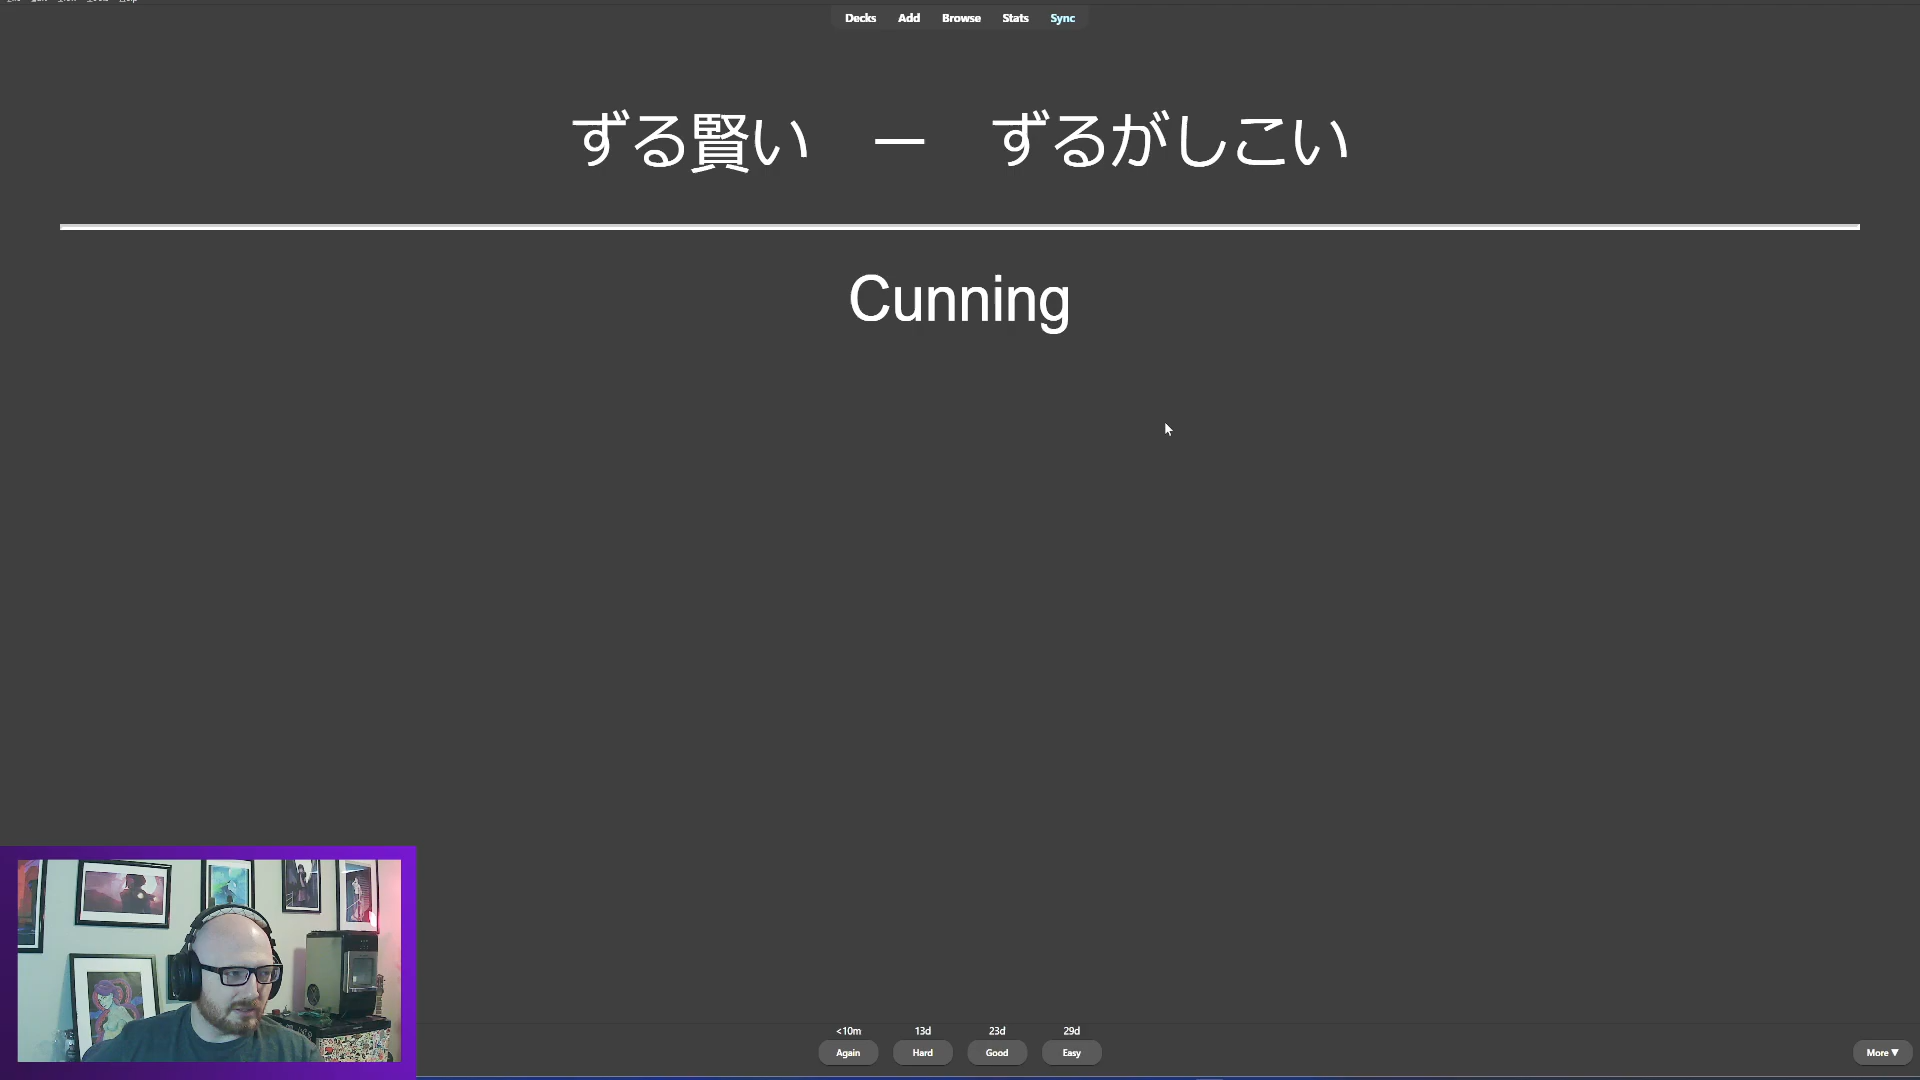 Decks Add Browse Stats Sync
ずる賢い ー ずるがしこい
Cunning
<10m 13d 23d 29d
Again Hard Good Easy
More ▼